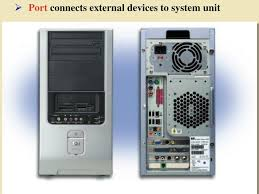 Port connects external devices to system unit